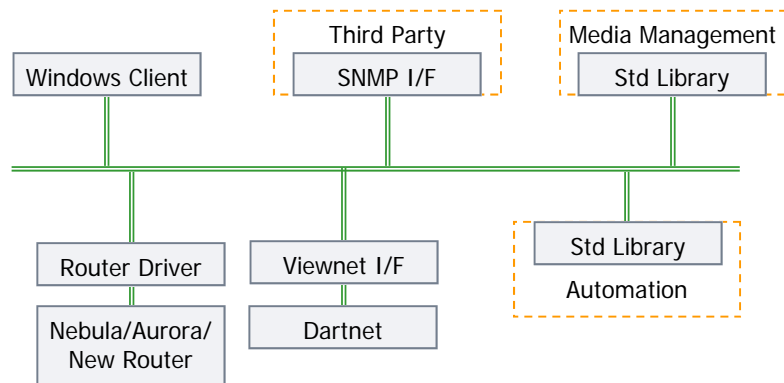 Third Party
Media Management
Windows Client
SNMP I/F
Std Library
Router Driver
Viewnet I/F
Std Library
Automation
Nebula/Aurora/
New Router
Dartnet